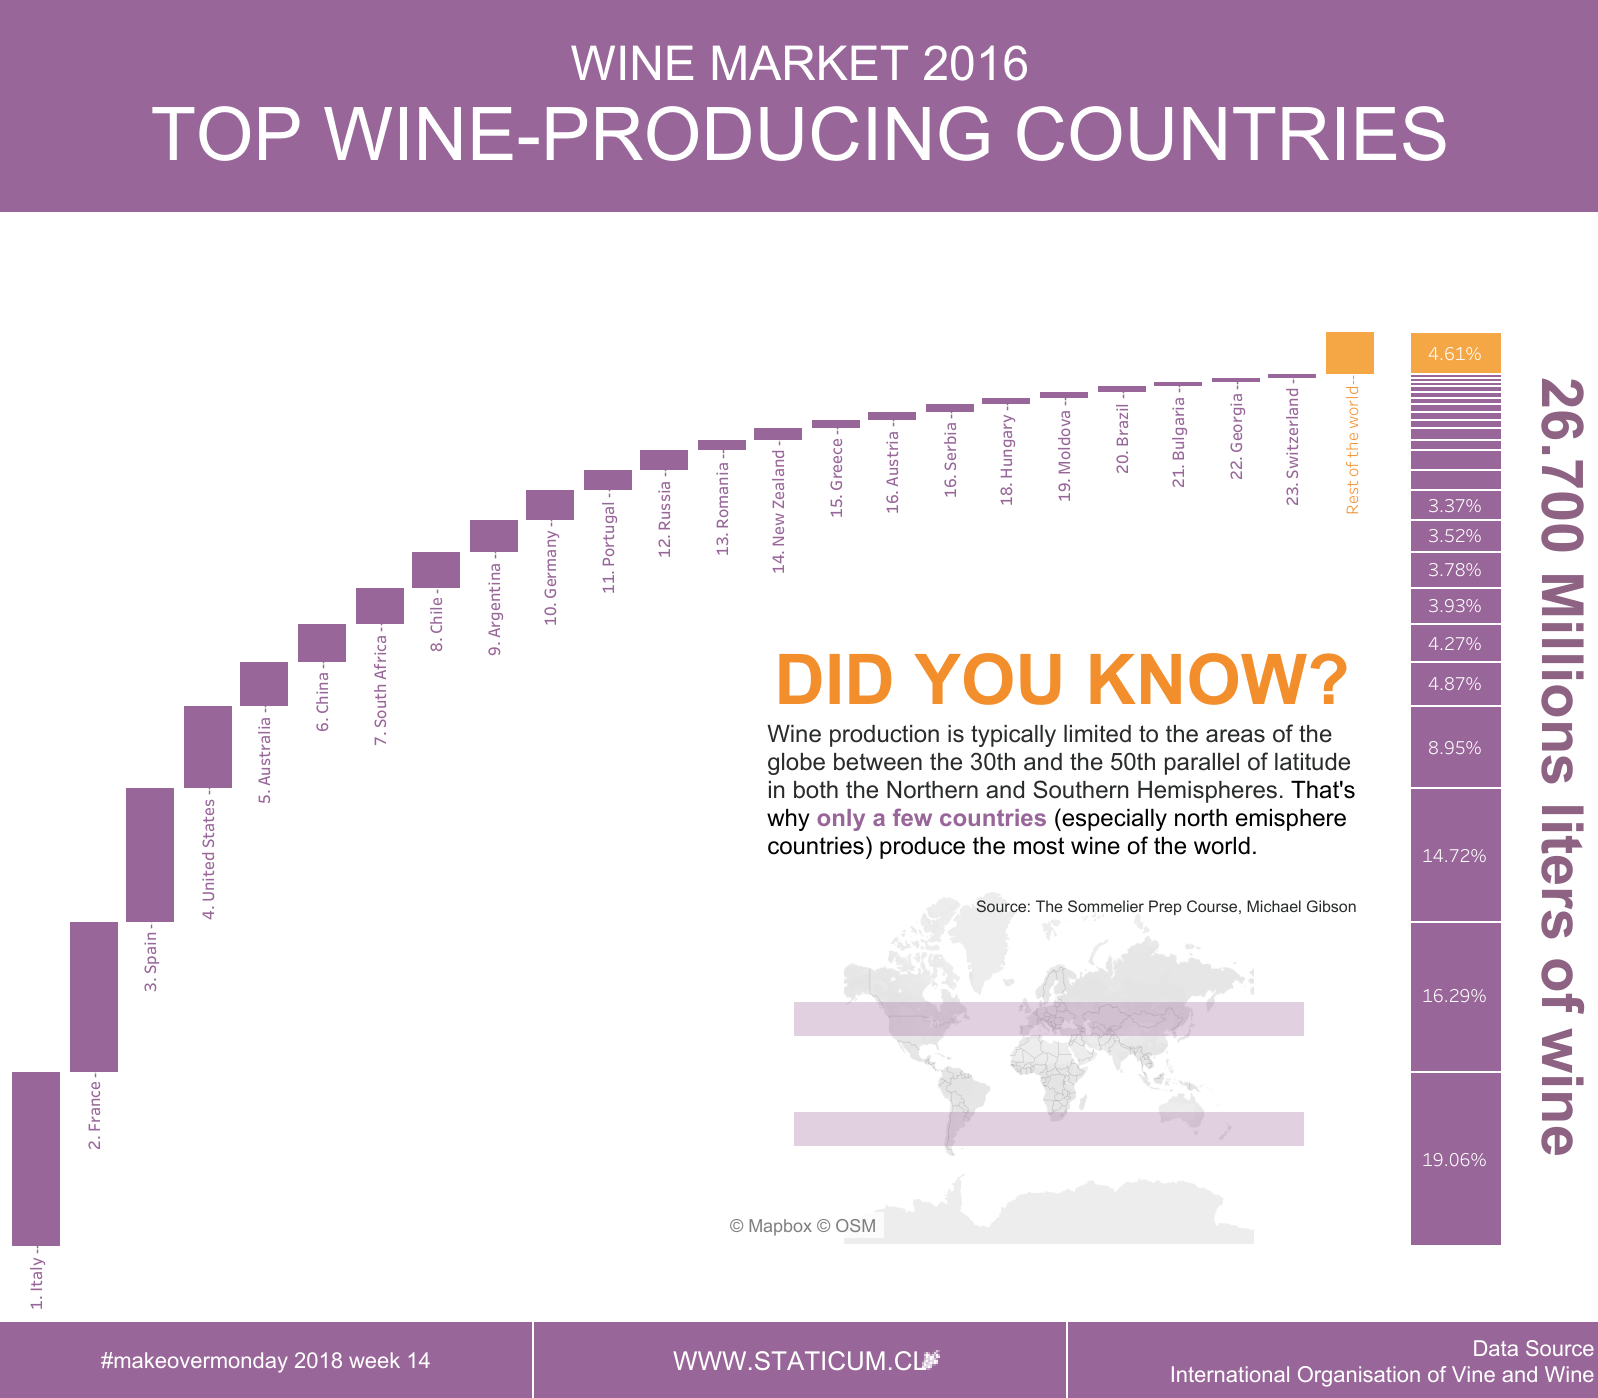 WINE MARKET 2016
TOP WINE-PRODUCING COUNTRIES
1. Italy
2. France
3. Spain
4. United States
5. Australia
6. China
7. South Africa
8. Chile
9. Argentina
10. Germany
11. Portugal
12. Russia
13. Romania
14. New Zealand
15. Greece
16. Austria
16. Serbia
18. Hungary
19. Moldova
20. Brazil
21. Bulgaria
22. Georgia
23. Switzerland
Rest of the world
4.61%
3.37%
3.52%
3.78%
3.93%
4.27%
4.87%
8.95%
14.72%
16.29%
19.06%
26.700 Millions liters of wine
DID YOU KNOW?
Wine production is typically limited to the areas of the
globe between the 30th and the 50th parallel of latitude
in both the Northern and Southern Hemispheres. That's
why only a few countries (especially north emisphere
countries) produce the most wine of the world.
Source: The Sommelier Prep Course, Michael Gibson
© Mapbox © OSM
#makeovermonday 2018 week 14
WWW.STATICUM.CL
Data Source
International Organisation of Vine and Wine